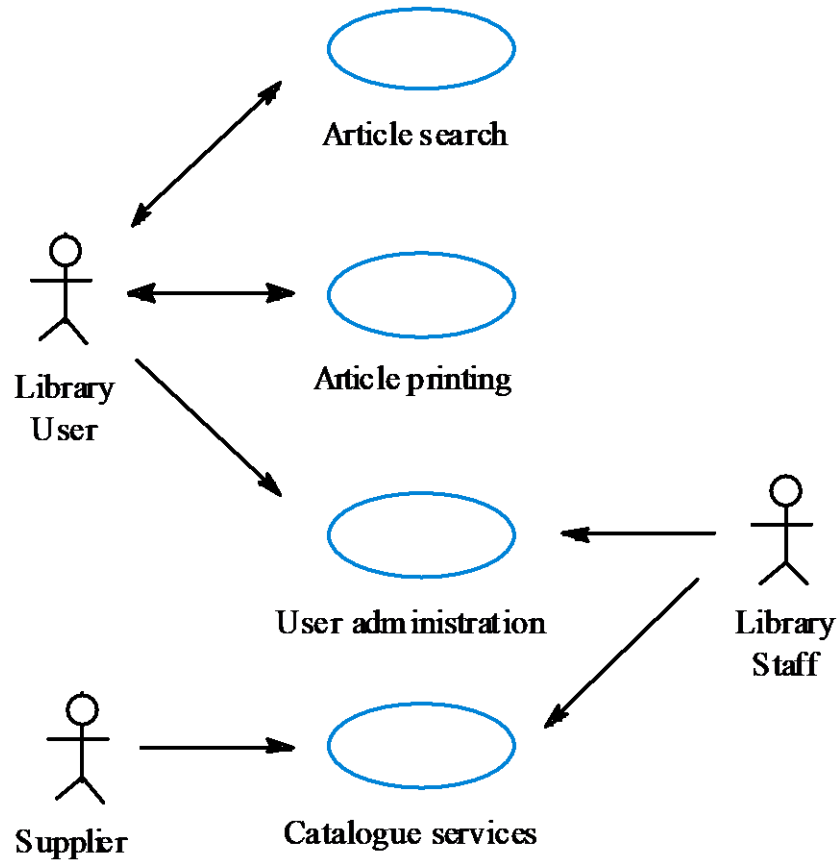 Article search
Article printing
Library
User
User administration
Library
Staff
Supplier
Catalogue services